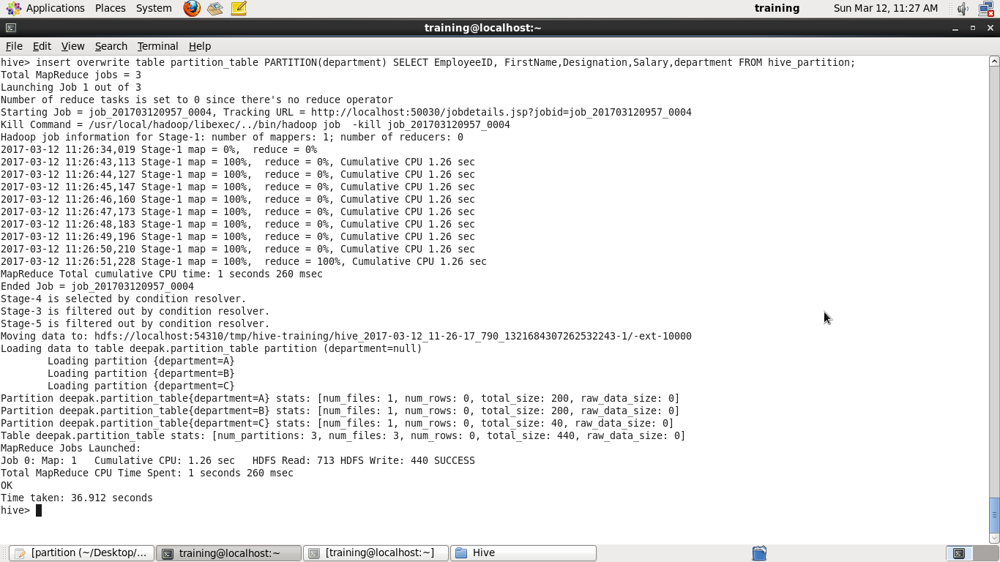 Applications Places System
training Sun Mar 12, 11:27 AM
training@localhost:~
File Edit View Search Terminal Help
hive> insert overwrite table partition_table PARTITION(department) SELECT EmployeeID, FirstName,Designation,Salary,department FROM hive_partition;
Total MapReduce jobs = 3
Launching Job 1 out of 3
Number of reduce tasks is set to 0 since there's no reduce operator
Starting Job = job_201703120957_0004, Tracking URL = http://localhost:50030/jobdetails.jsp?jobid=job_201703120957_0004
Kill Command = /usr/local/hadoop/libexec/../bin/hadoop job  -kill job_201703120957_0004
Hadoop job information for Stage-1: number of mappers: 1; number of reducers: 0
2017-03-12 11:26:34,019 Stage-1 map = 0%,  reduce = 0%
2017-03-12 11:26:43,113 Stage-1 map = 100%,  reduce = 0%, Cumulative CPU 1.26 sec
2017-03-12 11:26:44,127 Stage-1 map = 100%,  reduce = 0%, Cumulative CPU 1.26 sec
2017-03-12 11:26:45,147 Stage-1 map = 100%,  reduce = 0%, Cumulative CPU 1.26 sec
2017-03-12 11:26:46,160 Stage-1 map = 100%,  reduce = 0%, Cumulative CPU 1.26 sec
2017-03-12 11:26:47,173 Stage-1 map = 100%,  reduce = 0%, Cumulative CPU 1.26 sec
2017-03-12 11:26:48,183 Stage-1 map = 100%,  reduce = 0%, Cumulative CPU 1.26 sec
2017-03-12 11:26:49,196 Stage-1 map = 100%,  reduce = 0%, Cumulative CPU 1.26 sec
2017-03-12 11:26:50,210 Stage-1 map = 100%,  reduce = 0%, Cumulative CPU 1.26 sec
2017-03-12 11:26:51,228 Stage-1 map = 100%,  reduce = 100%, Cumulative CPU 1.26 sec
MapReduce Total cumulative CPU time: 1 seconds 260 msec
Ended Job = job_201703120957_0004
Stage-4 is selected by condition resolver.
Stage-3 is filtered out by condition resolver.
Stage-5 is filtered out by condition resolver.
Moving data to: hdfs://localhost:54310/tmp/hive-training/hive_2017-03-12_11-26-17_790_1321684307262532243-1/-ext-10000
Loading data to table deepak.partition_table partition (department=null)
Loading partition {department=A}
Loading partition {department=B}
Loading partition {department=C}
Partition deepak.partition_table{department=A} stats: [num_files: 1, num_rows: 0, total_size: 200, raw_data_size: 0]
Partition deepak.partition_table{department=B} stats: [num_files: 1, num_rows: 0, total_size: 200, raw_data_size: 0]
Partition deepak.partition_table{department=C} stats: [num_files: 1, num_rows: 0, total_size: 40, raw_data_size: 0]
Table deepak.partition_table stats: [num_partitions: 3, num_files: 3, num_rows: 0, total_size: 440, raw_data_size: 0]
MapReduce Jobs Launched:
Job 0: Map: 1   Cumulative CPU: 1.26 sec   HDFS Read: 713 HDFS Write: 440 SUCCESS
Total MapReduce CPU Time Spent: 1 seconds 260 msec
OK
Time taken: 36.912 seconds
hive>
[partition (~/Desktop/... training@localhost:~ [training@localhost:~] Hive